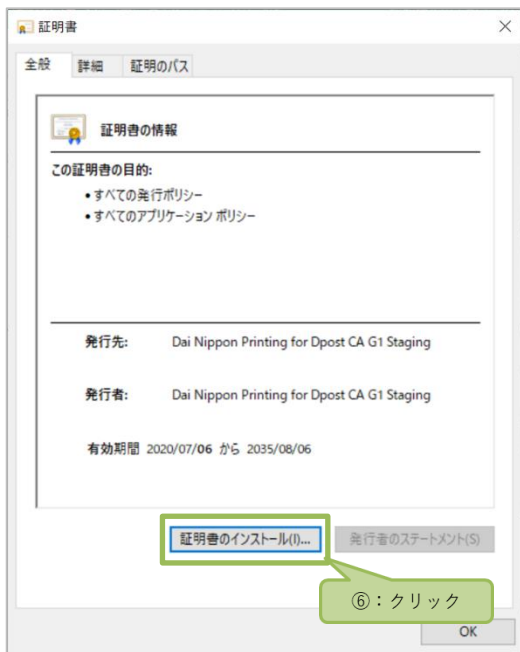 証明書
全般 詳細 証明のパス
証明書の情報
この証明書の目的:
• すべての発行ポリシー
• すべてのアプリケーション ポリシー
発行先: Dai Nippon Printing for Dpost CA G1 Staging
発行者: Dai Nippon Printing for Dpost CA G1 Staging
有効期間 2020/07/06 から 2035/08/06
証明書のインストール(I)... 発行者のステートメント(S)
⑥：クリック
OK